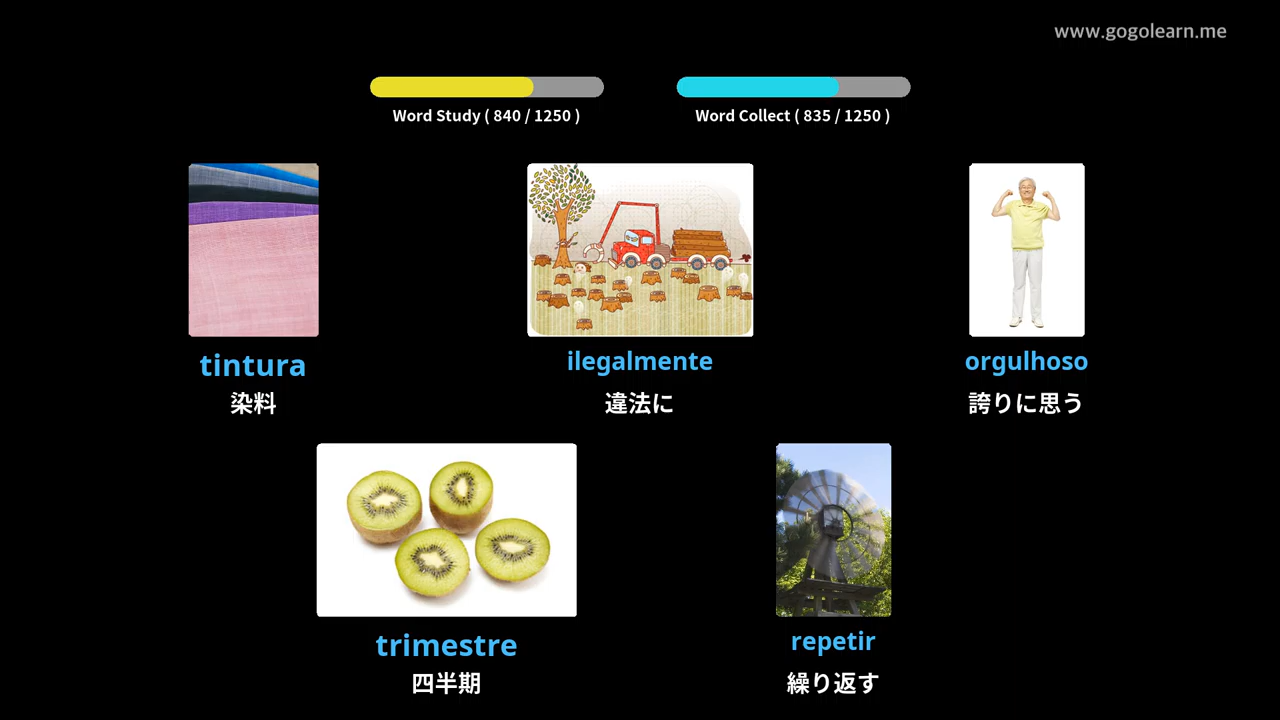 www.gogolearn.me
Word Study ( 840 / 1250 )
Word Collect ( 835 / 1250 )
tintura
染料
ilegalmente
違法に
orgulhoso
誇りに思う
trimestre
四半期
repetir
繰り返す